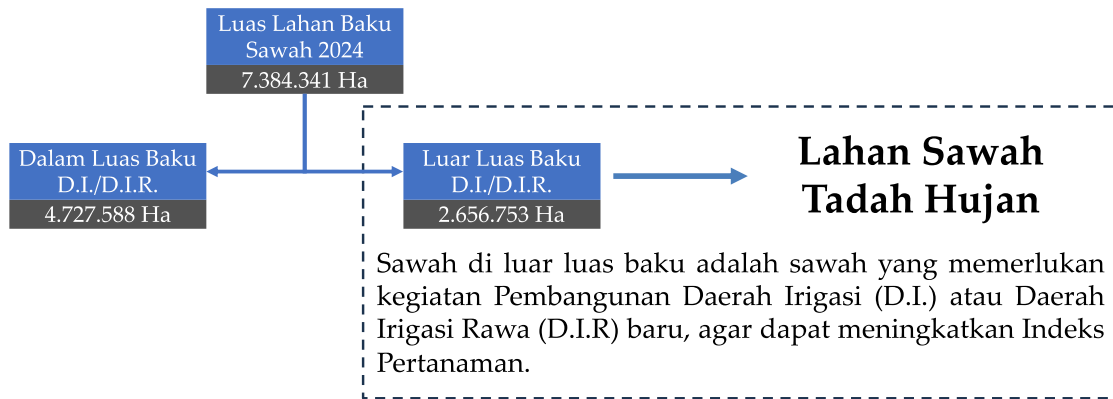 Luas Lahan Baku
Sawah 2024
7.384.341 Ha
Dalam Luas Baku
D.I./D.I.R.
4.727.588 Ha
Luar Luas Baku
D.I./D.I.R.
2.656.753 Ha
Lahan Sawah
Tadah Hujan
Sawah di luar luas baku adalah sawah yang memerlukan
kegiatan Pembangunan Daerah Irigasi (D.I.) atau Daerah
Irigasi Rawa (D.I.R) baru, agar dapat meningkatkan Indeks
Pertanaman.